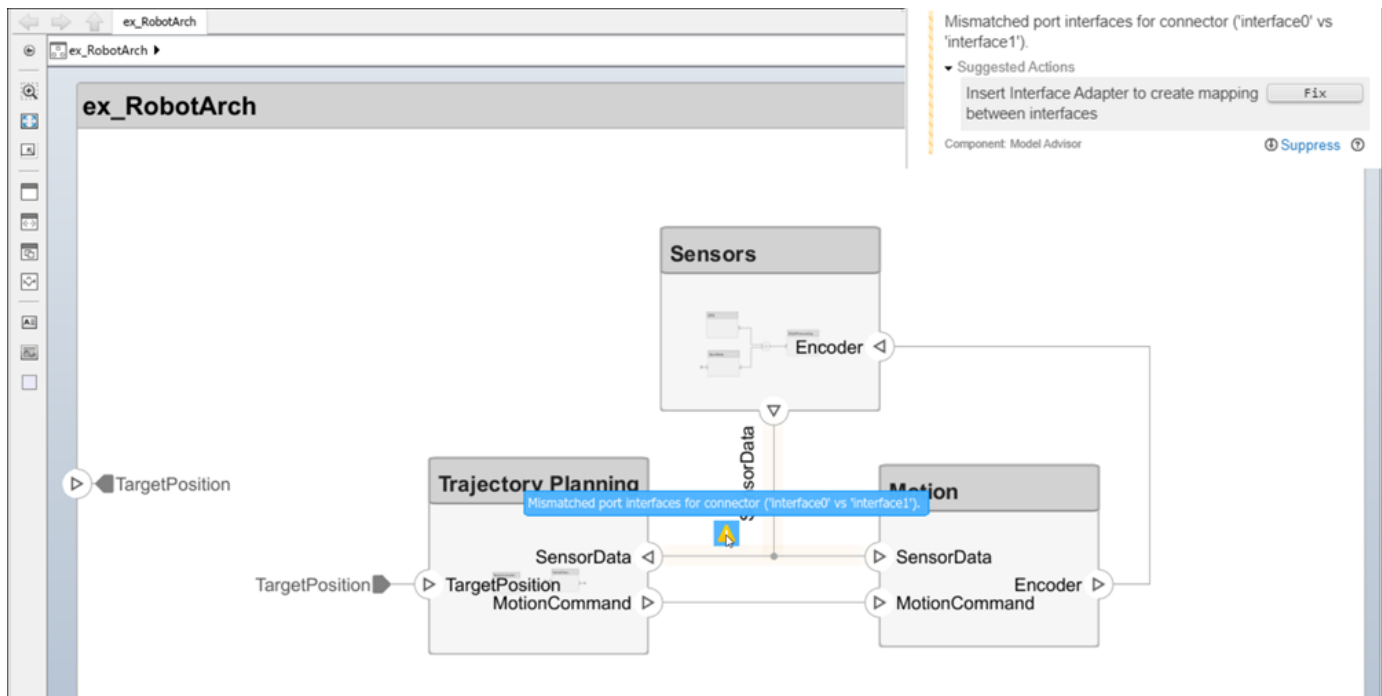 ex_RobotArch
ex_RobotArch
Mismatched port interfaces for connector ('interface0' vs
'interface1').
Suggested Actions
Insert Interface Adapter to create mapping
between interfaces
Fix
Component: Model Advisor
Suppress
ex_RobotArch
Sensors
Encoder
SensorData
TargetPosition
Trajectory Planning
Motion
Mismatched port interfaces for connector ('interface0' vs 'interface1').
SensorData
SensorData
TargetPosition
TargetPosition
Encoder
MotionCommand
MotionCommand